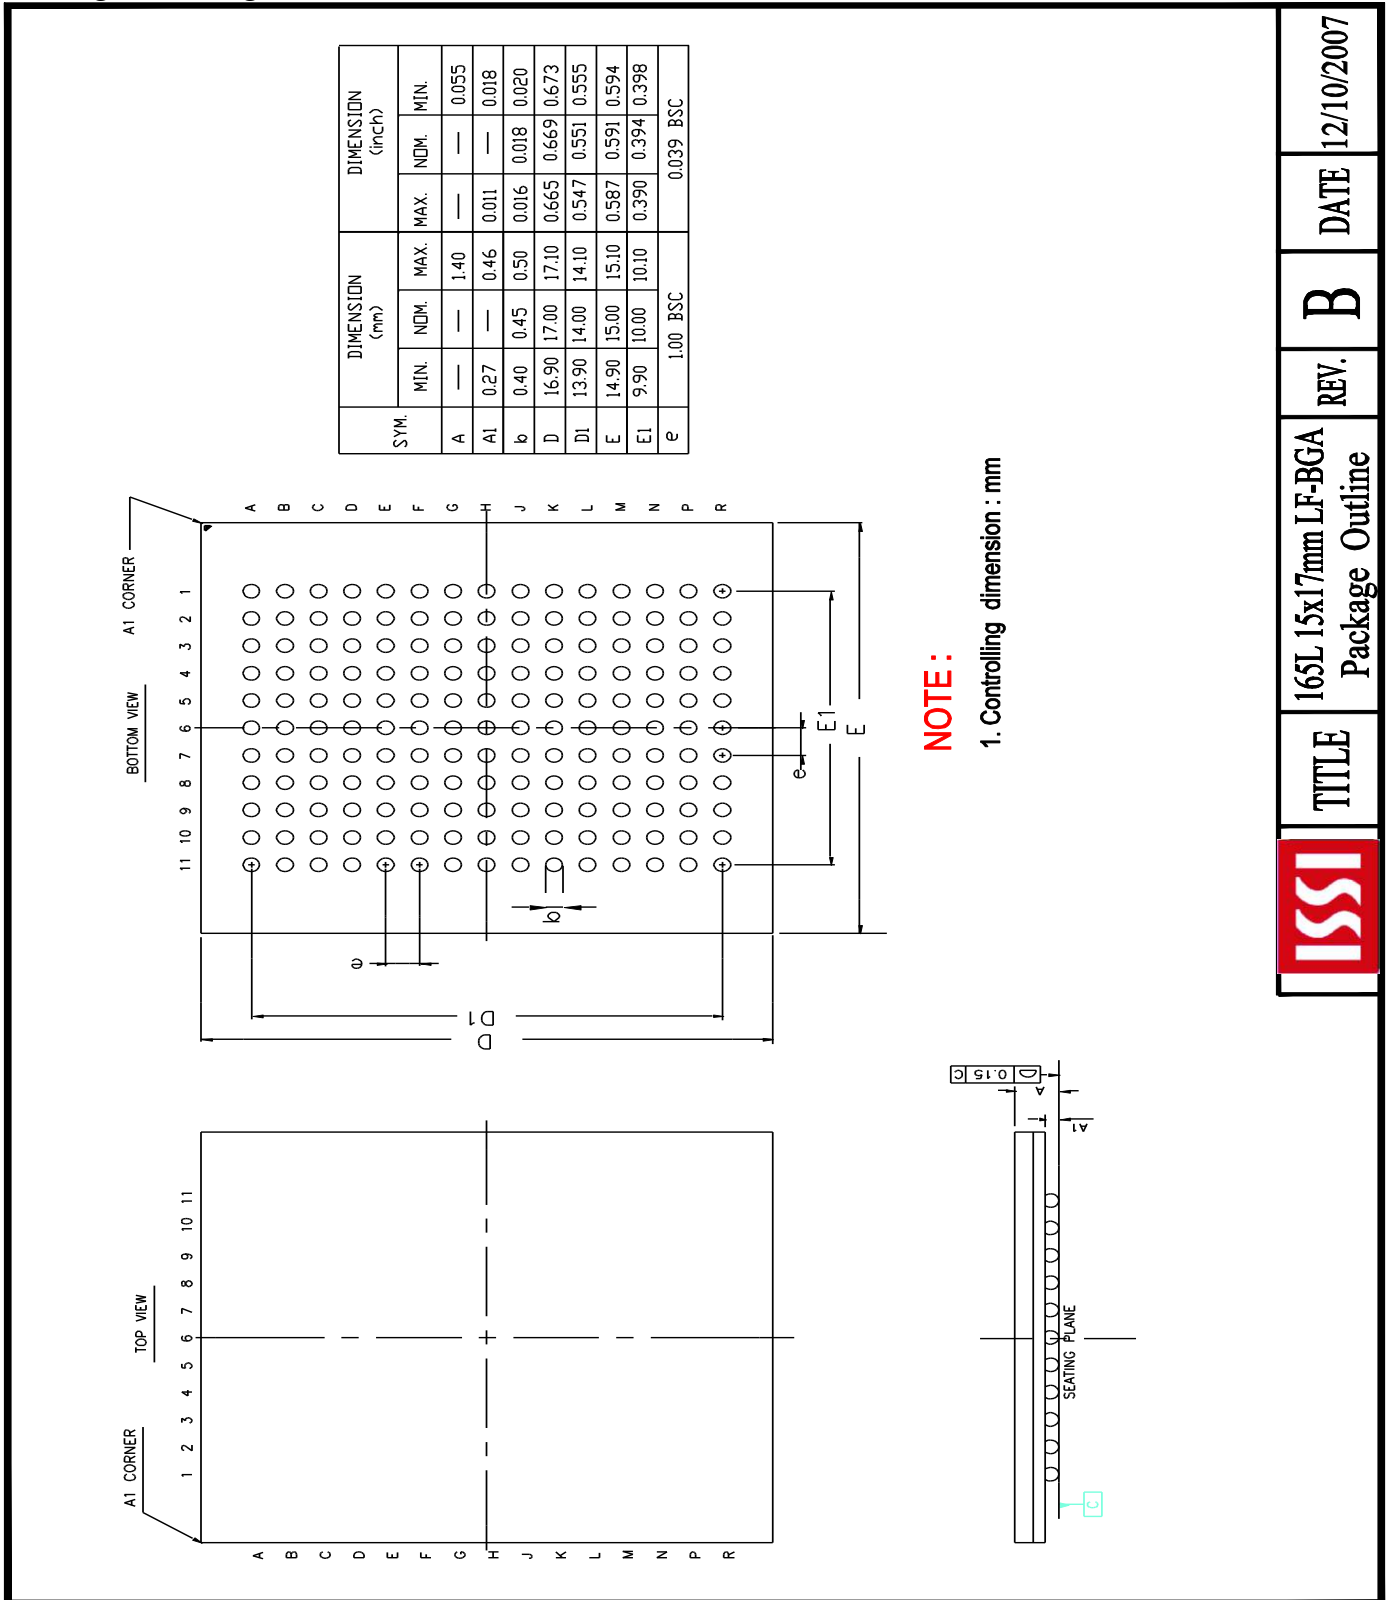 A1 CORNER
TOP VIEW
1 2 3 4 5 6 7 8 9 10 11
A
B
C
D
E
F
G
H
J
K
L
M
N
P
R
BOTTOM VIEW
A1 CORNER
11 10 9 8 7 6 5 4 3 2 1
A
B
C
D
E
F
G
H
J
K
L
M
N
P
R
D
D1
e
b
e
E1
E
SYM. DIMENSION (mm) DIMENSION (inch)
MIN. NOM. MAX. MAX. NOM. MIN.
A — — 1.40 — — 0.055
A1 0.27 — 0.46 0.011 — 0.018
b 0.40 0.45 0.50 0.016 0.018 0.020
D 16.90 17.00 17.10 0.665 0.669 0.673
D1 13.90 14.00 14.10 0.547 0.551 0.555
E 14.90 15.00 15.10 0.587 0.591 0.594
E1 9.90 10.00 10.10 0.390 0.394 0.398
e 1.00 BSC 0.039 BSC
D 0.15 C
A
A1
SEATING PLANE
C
NOTE :
1. Controlling dimension : mm
ISSI
TITLE
165L 15x17mm LF-BGA
Package Outline
REV.
B
DATE
12/10/2007